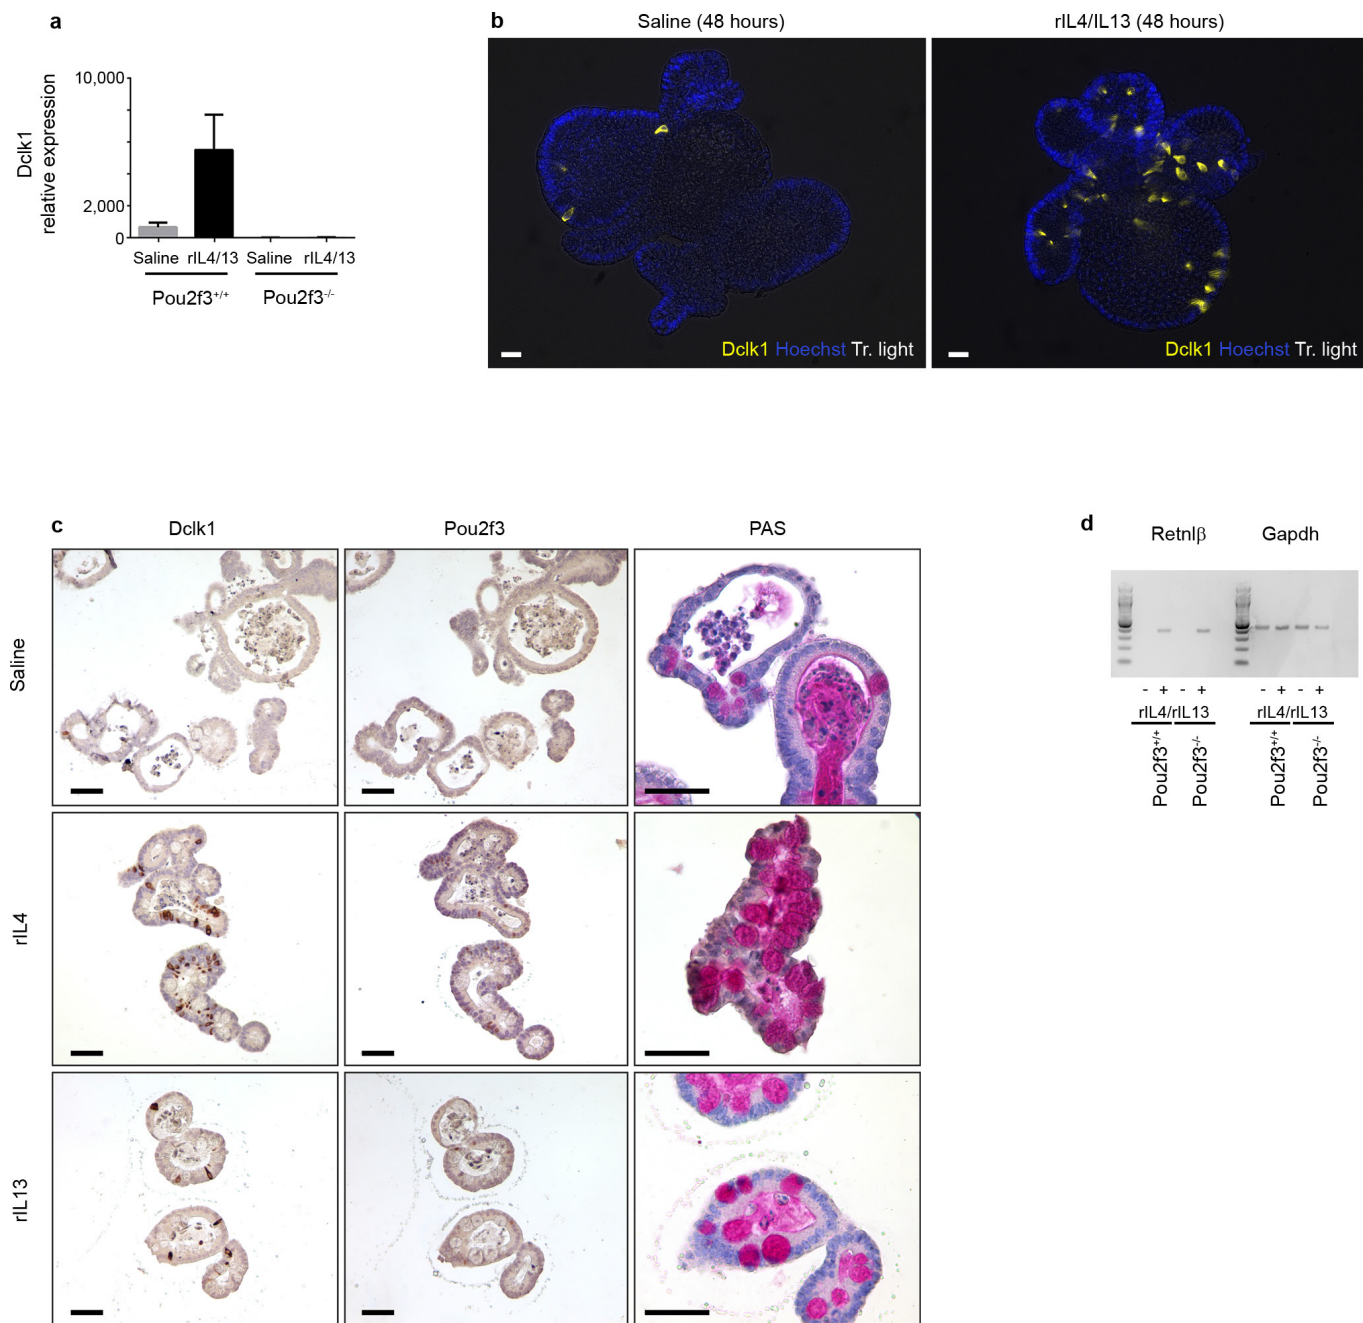 a
Dclk1
relative expression
10,000
2,000
0
Saline rIL4/13 Saline rIL4/13
Pou2f3+/+ Pou2f3-/-
b
Saline (48 hours) rIL4/IL13 (48 hours)
Dclk1 Hoechst Tr. light Dclk1 Hoechst Tr. light
c
Dclk1 Pou2f3 PAS
Saline
rIL4
rIL13
d
Retnlβ Gapdh
- + - + - + - +
rIL4/rIL13 rIL4/rIL13
Pou2f3+/+ Pou2f3-/- Pou2f3+/+ Pou2f3-/-